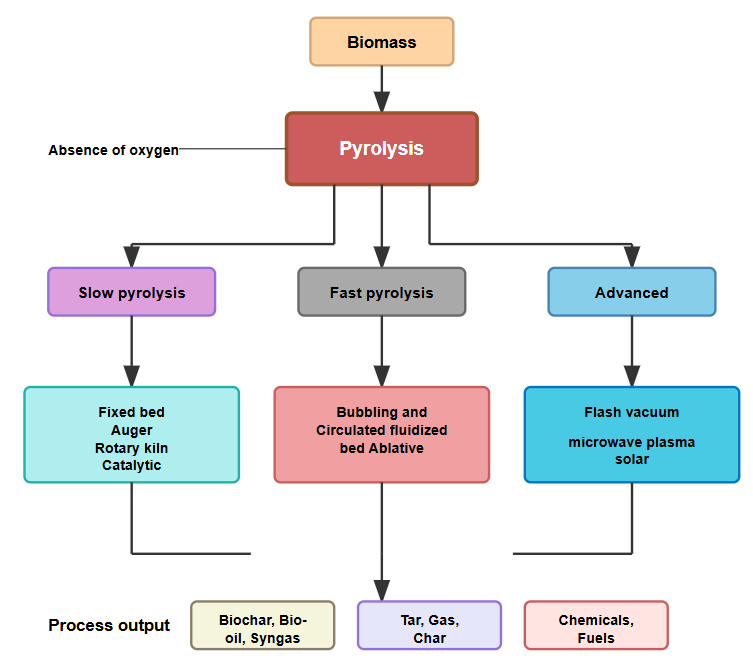 Biomass
Absence of oxygen
Pyrolysis
Slow pyrolysis
Fast pyrolysis
Advanced
Fixed bed
Auger
Rotary kiln
Catalytic
Bubbling and
Circulated fluidized
bed Ablative
Flash vacuum
microwave plasma
solar
Process output
Biochar, Bio-
oil, Syngas
Tar, Gas,
Char
Chemicals,
Fuels